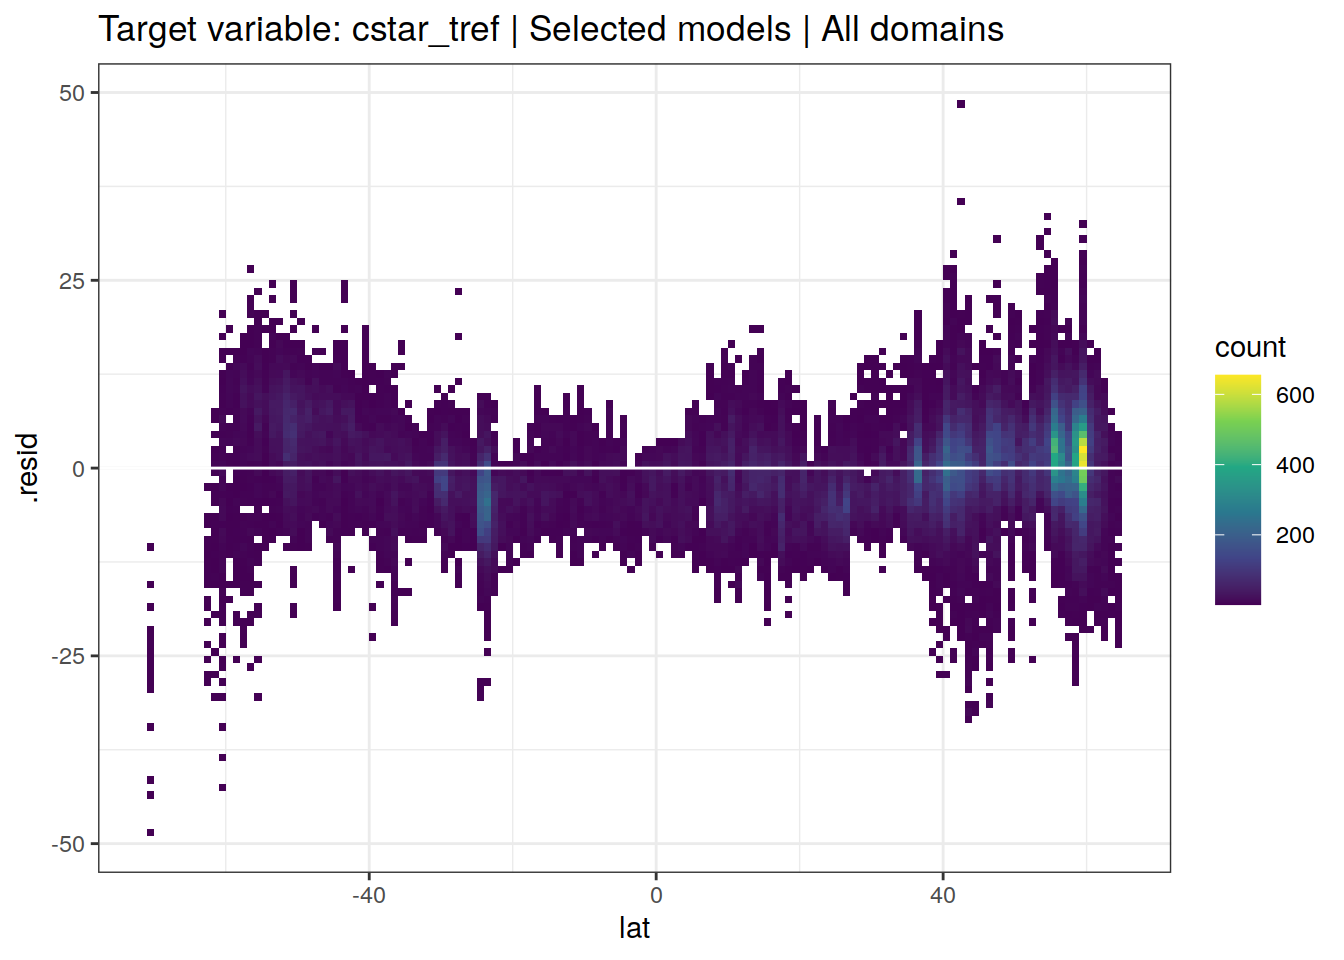 Target variable: cstar_tref | Selected models | All domains
50
25
0
-25
-50
.resid
-40
0
40
lat
count
600
400
200